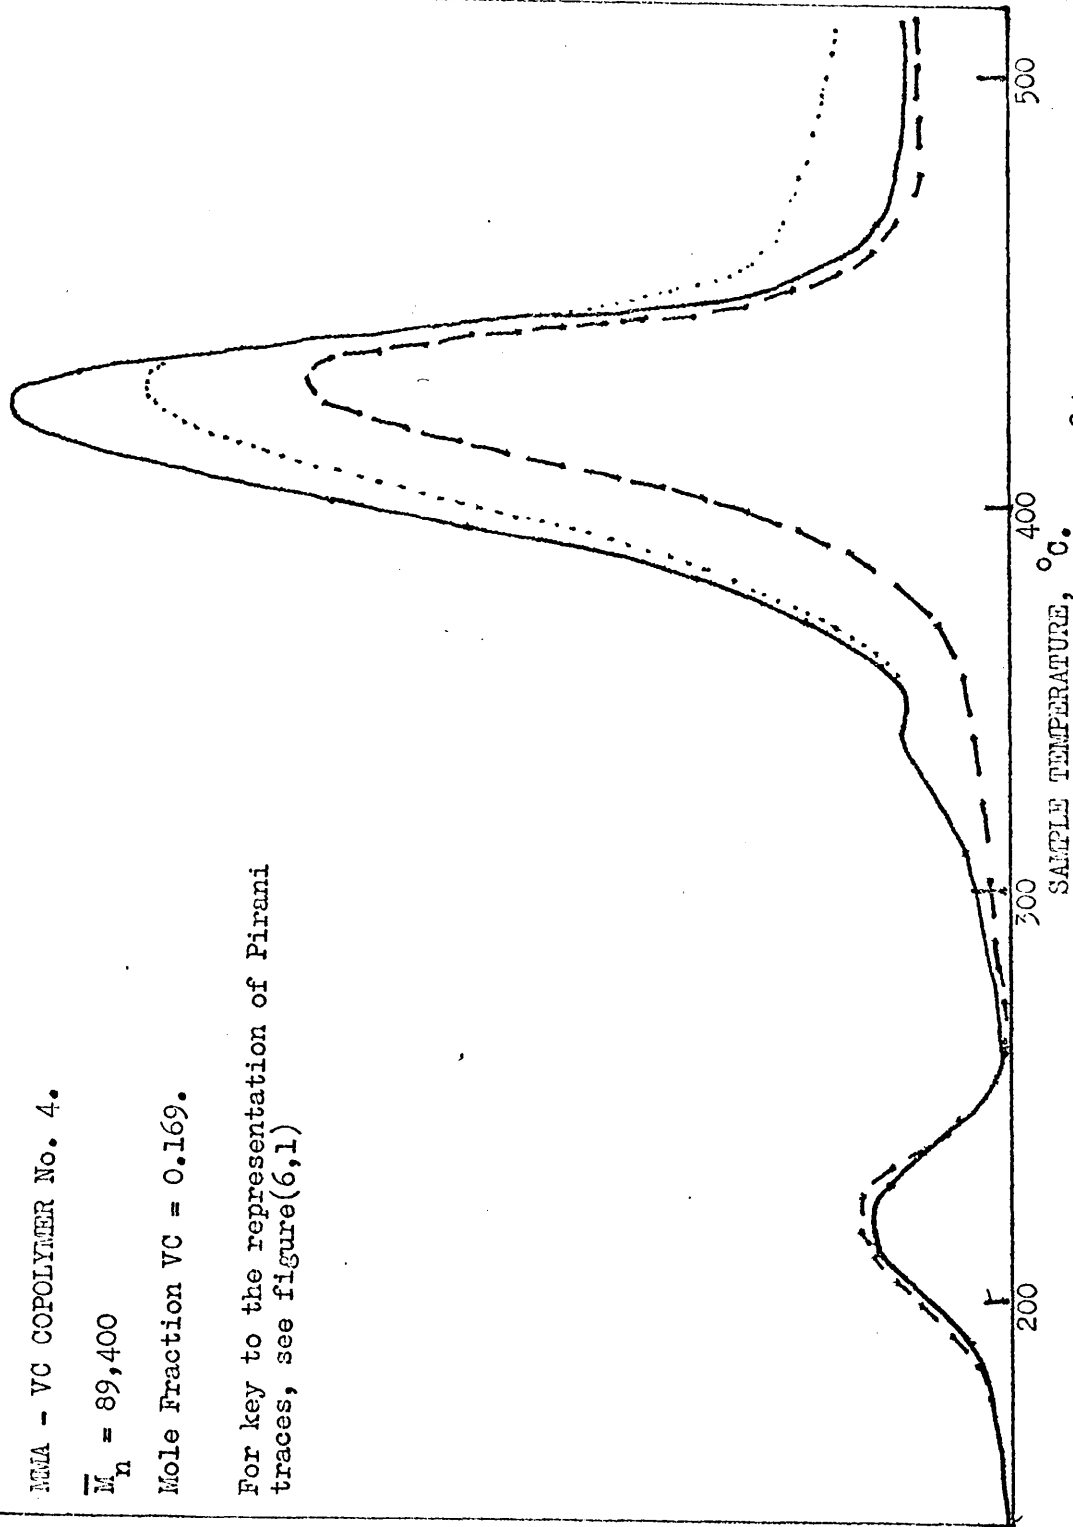 MMA - VC COPOLYMER No. 4.
M̅n = 89,400
Mole Fraction VC = 0.169.
For key to the representation of Pirani
traces, see figure(6,1)
200
300
400
500
SAMPLE TEMPERATURE, °C.